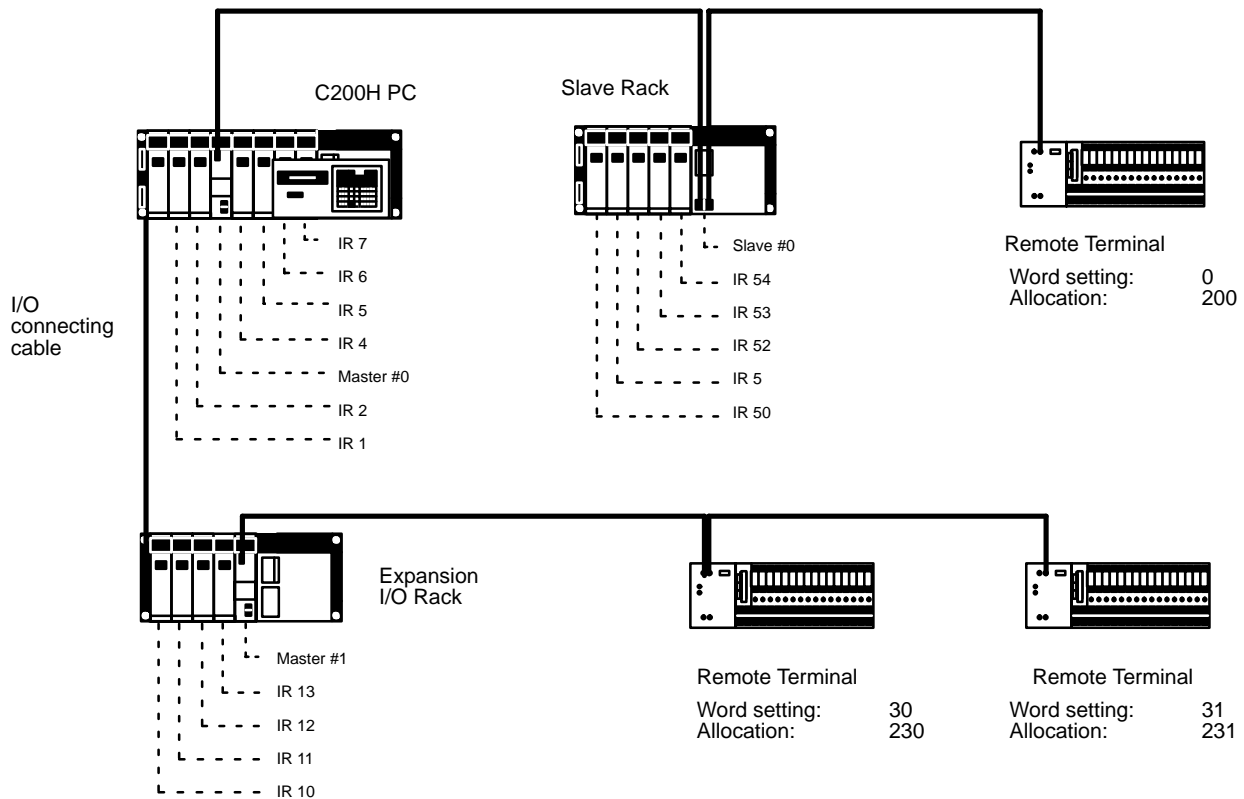 C200H PC
Slave Rack
IR 7
IR 6
IR 5
IR 4
Master #0
IR 2
IR 1
I/O
connecting
cable
Slave #0
IR 54
IR 53
IR 52
IR 5
IR 50
Remote Terminal
Word setting: 0
Allocation: 200
Expansion
I/O Rack
Master #1
IR 13
IR 12
IR 11
IR 10
Remote Terminal
Word setting: 30
Allocation: 230
Remote Terminal
Word setting: 31
Allocation: 231